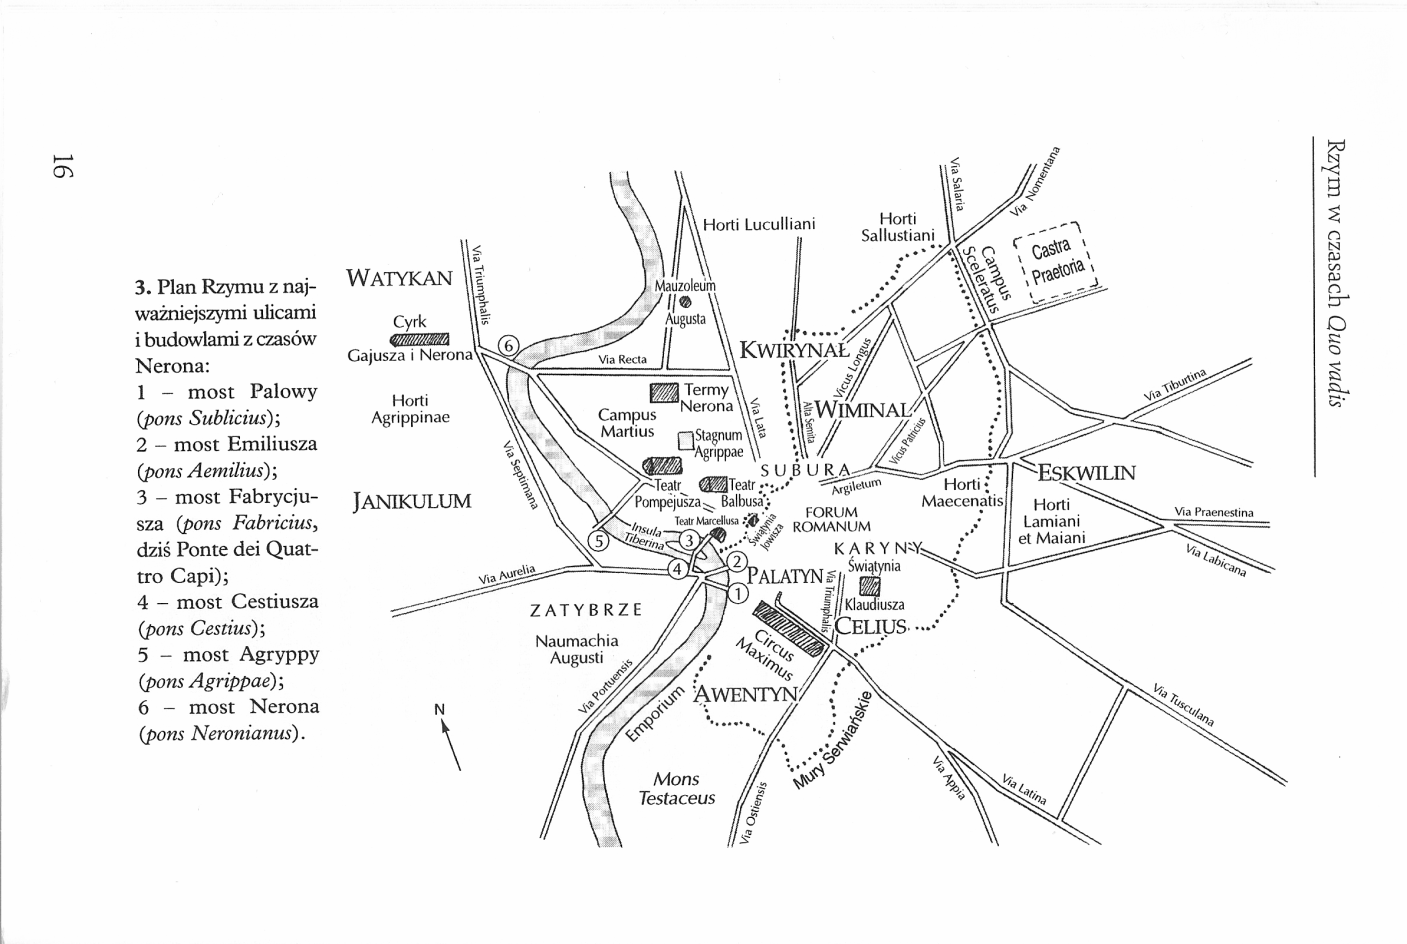 16
Rzym w czasach Quo vadis
3. Plan Rzymu z naj-
ważniejszymi ulicami
i budowlami z czasów
Nerona:
1 – most Palowy
(pons Sublicius);
2 – most Emiliusza
(pons Aemilius);
3 – most Fabrycju-
sza (pons Fabricius,
dziś Ponte dei Quat-
tro Capi);
4 – most Cestiusza
(pons Cestius);
5 – most Agryppy
(pons Agrippae);
6 – most Nerona
(pons Neronianus).
WATYKAN
Cyrk
Gajusza i Nerona
Horti
Agrippinae
JANIKULUM
Via Triumphalis
6
Via Septimana
Via Aurelia
Horti Luculliani
Mauzoleum
Augusta
Via Recta
Termy
Nerona
Campus
Martius
Stagnum
Agrippae
Via Lata
Teatr
Pompejusza
Teatr
Balbusa
Teatr Marcellusa
Świątynia
Jowisza
Insula
Tiberina
5
3
4
2
1
Horti
Sallustiani
Via Salaria
Via Nomentana
Campus
Sceleratus
Castra
Praetoria
KWIRYNAŁ
Vicus Longus
Alta Semita
WIMINAL
Vicus Patricius
SUBURA
Argiletum
Via Tiburtina
ESKWILIN
Horti
Maecenatis
Horti
Lamiani
et Maiani
Via Praenestina
Via Labicana
FORUM
ROMANUM
KARYNY
Świątynia
Klaudiusza
PALATYN
Via Triumphalis
CELIUS
Circus
Maximus
ZATYBRZE
Naumachia
Augusti
Via Portuensis
Emporium
AWENTYN
Mury Serwiańskie
Mons
Testaceus
Via Ostiensis
Via Appia
Via Latina
Via Tusculana
N